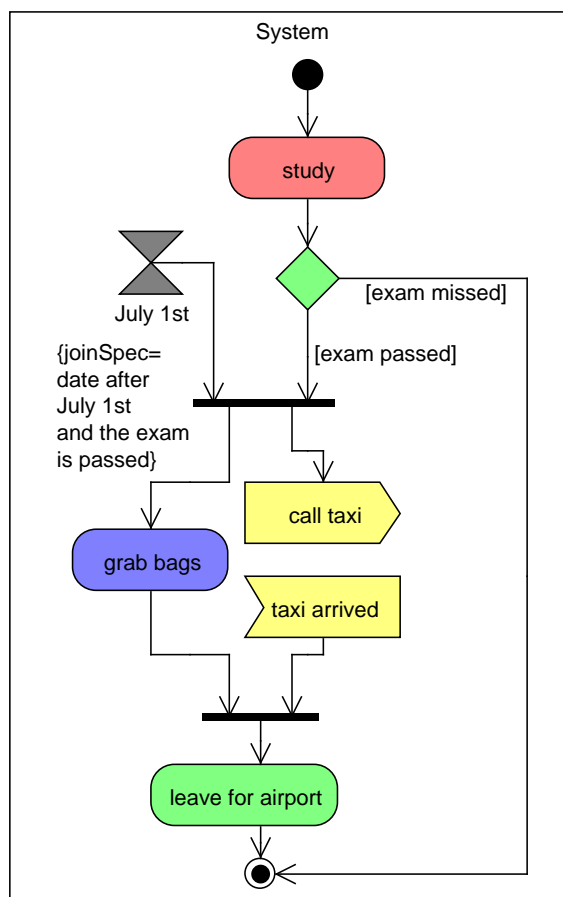 System
study
[exam missed]
July 1st
[exam passed]
{joinSpec=
date after
July 1st
and the exam
is passed}
call taxi
grab bags
taxi arrived
leave for airport